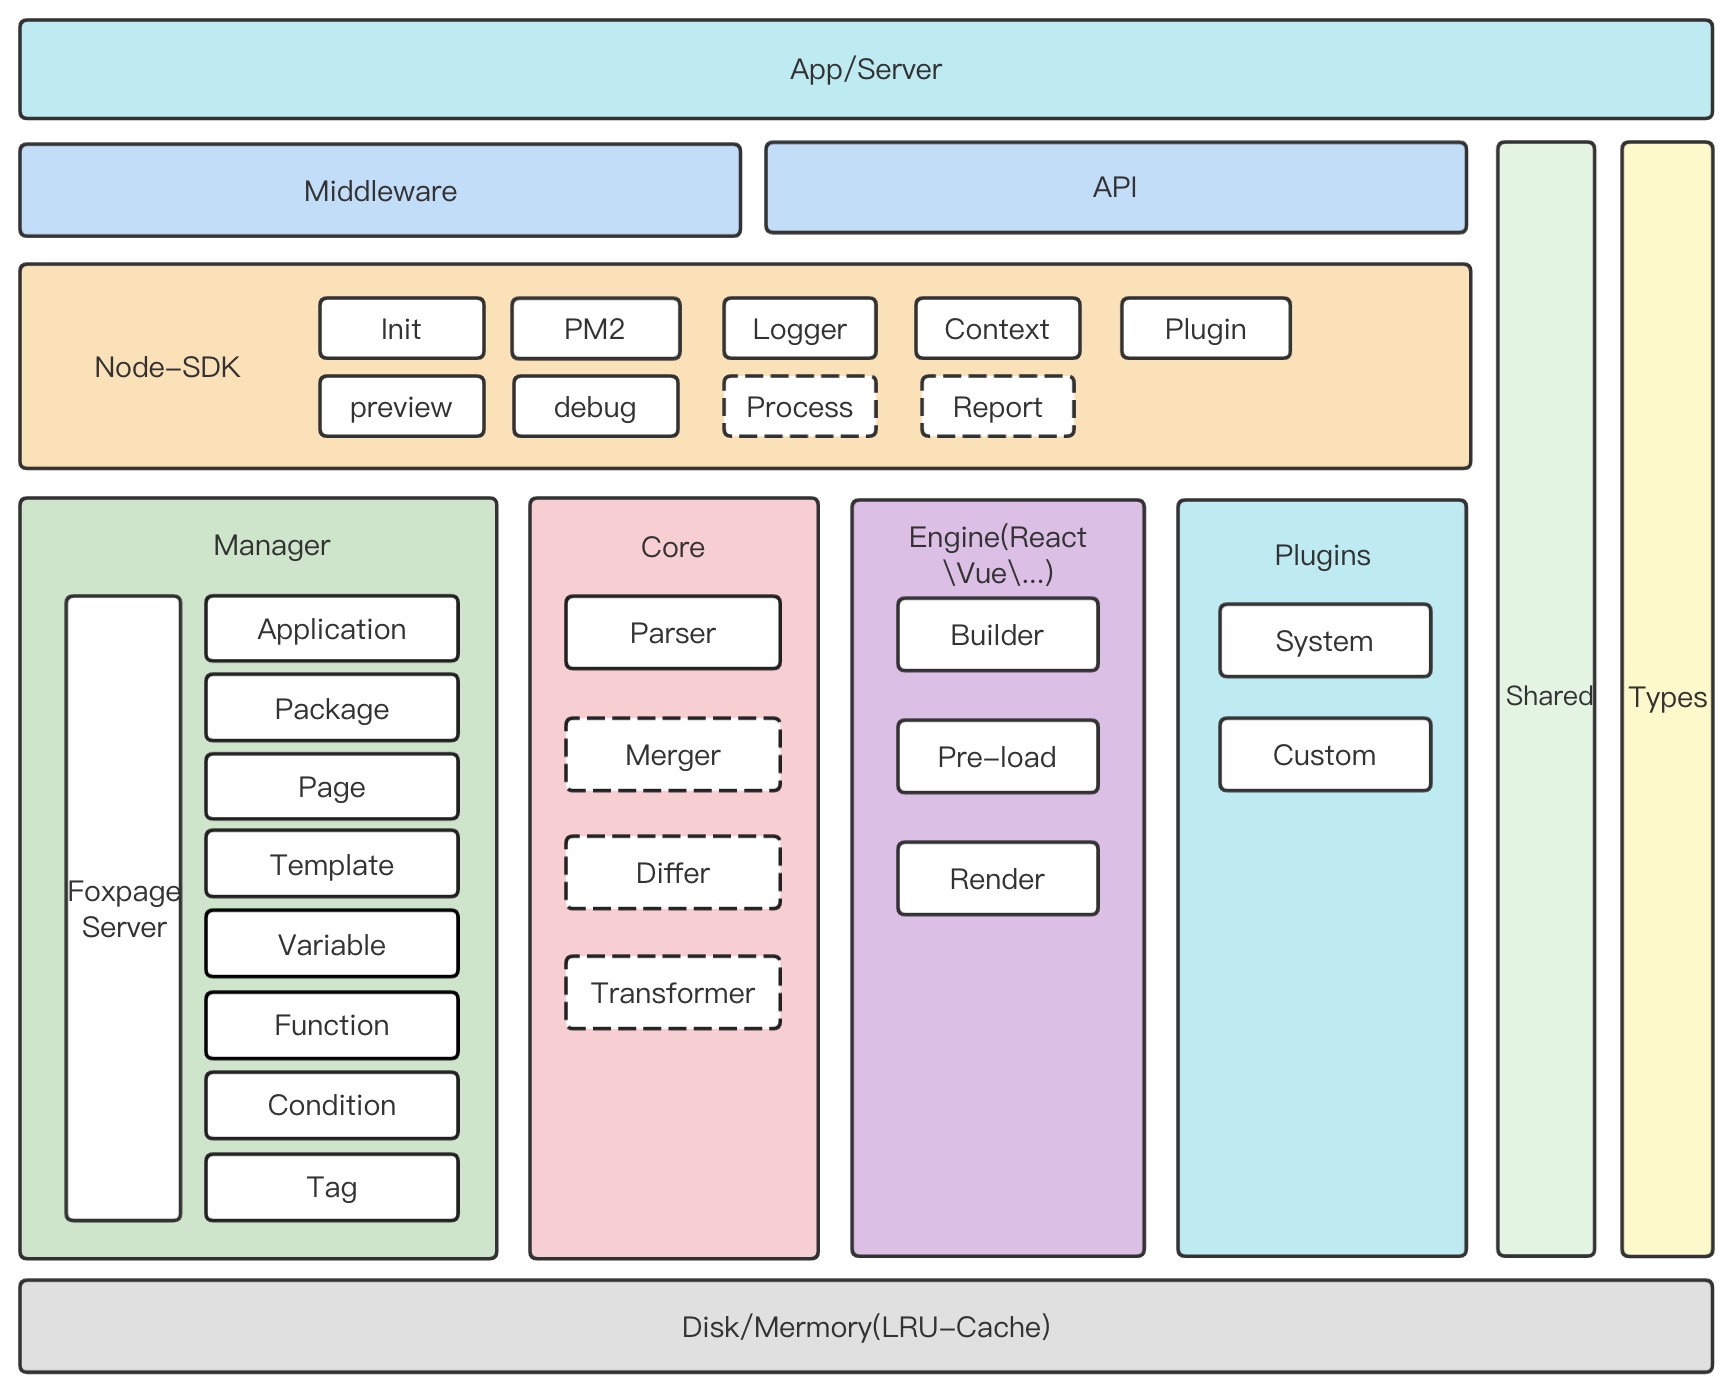 App/Server
Middleware
API
Node-SDK
Init
PM2
Logger
Context
Plugin
preview
debug
Process
Report
Manager
Foxpage
Server
Application
Package
Page
Template
Variable
Function
Condition
Tag
Core
Parser
Merger
Differ
Transformer
Engine(React
\Vue\...)
Builder
Pre-load
Render
Plugins
System
Custom
Shared
Types
Disk/Mermory(LRU-Cache)